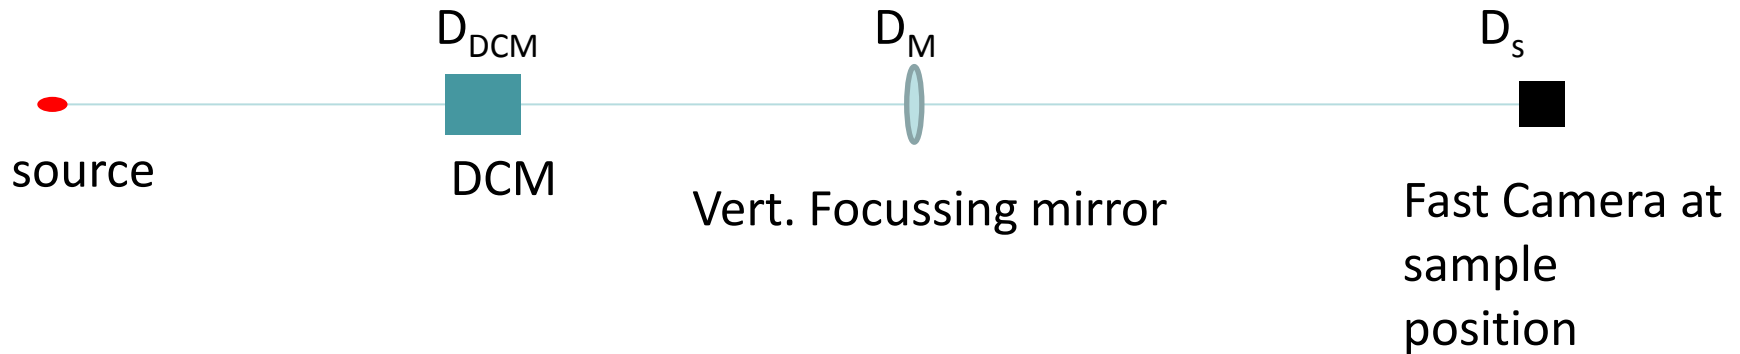 D_DCM
D_M
D_s
source
DCM
Vert. Focussing mirror
Fast Camera at
sample
position